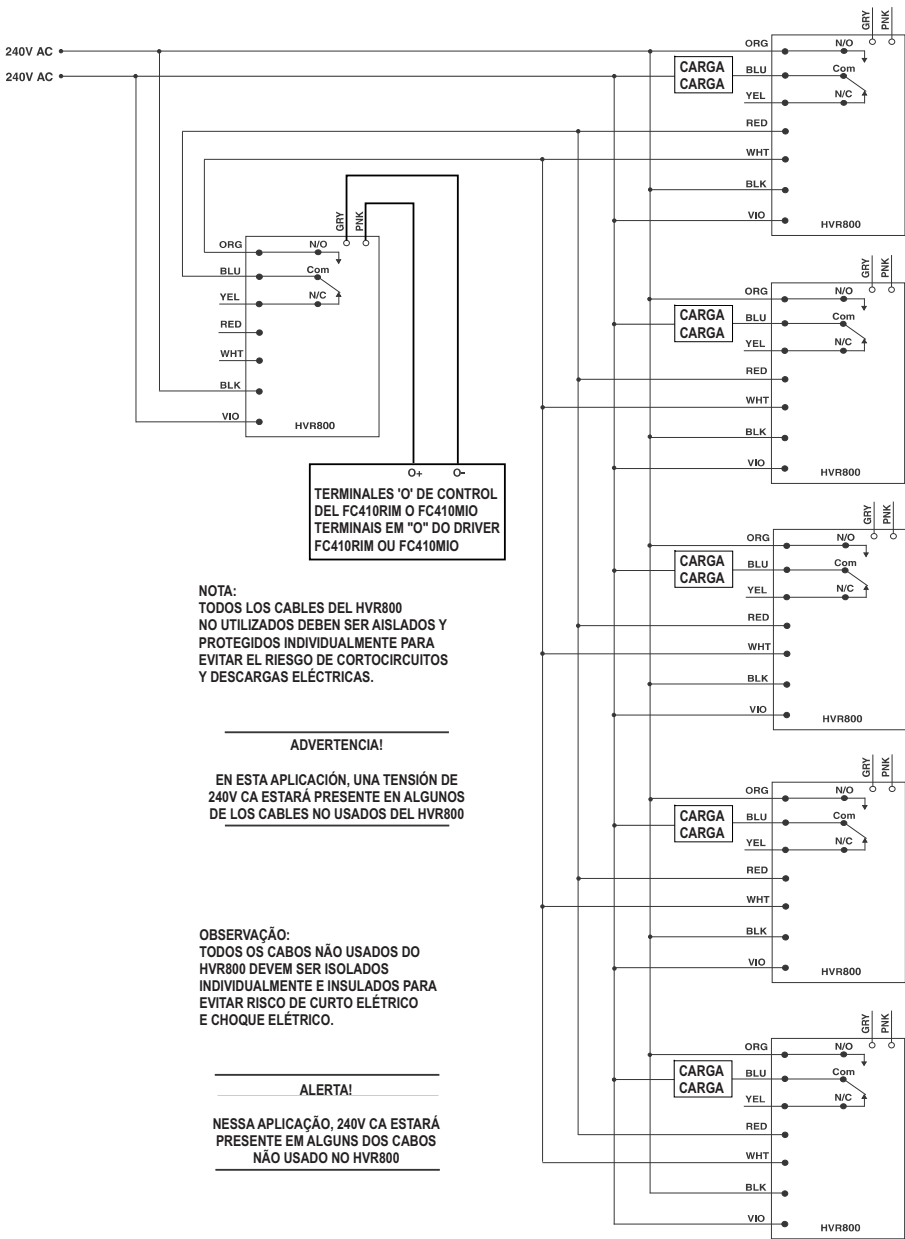 240V AC
240V AC
GRY
PNK
ORG
N/O
CARGA
CARGA
BLU
Com
YEL
N/C
RED
WHT
BLK
VIO
HVR800
GRY
PNK
ORG
N/O
BLU
Com
YEL
N/C
RED
WHT
BLK
VIO
HVR800
O+ O-
TERMINALES 'O' DE CONTROL
DEL FC410RIM O FC410MIO
TERMINAIS EM "O" DO DRIVER
FC410RIM OU FC410MIO
GRY
PNK
ORG
N/O
CARGA
CARGA
BLU
Com
YEL
N/C
RED
WHT
BLK
VIO
HVR800
GRY
PNK
ORG
N/O
CARGA
CARGA
BLU
Com
YEL
N/C
RED
WHT
BLK
VIO
HVR800
NOTA:
TODOS LOS CABLES DEL HVR800
NO UTILIZADOS DEBEN SER AISLADOS Y
PROTEGIDOS INDIVIDUALMENTE PARA
EVITAR EL RIESGO DE CORTOCIRCUITOS
Y DESCARGAS ELÉCTRICAS.
ADVERTENCIA!
EN ESTA APLICACIÓN, UNA TENSIÓN DE
240V CA ESTARÁ PRESENTE EN ALGUNOS
DE LOS CABLES NO USADOS DEL HVR800
GRY
PNK
ORG
N/O
CARGA
CARGA
BLU
Com
YEL
N/C
RED
WHT
BLK
VIO
HVR800
OBSERVAÇÃO:
TODOS OS CABOS NÃO USADOS DO
HVR800 DEVEM SER ISOLADOS
INDIVIDUALMENTE E INSULADOS PARA
EVITAR RISCO DE CURTO ELÉTRICO
E CHOQUE ELÉTRICO.
ALERTA!
NESSA APLICAÇÃO, 240V CA ESTARÁ
PRESENTE EM ALGUNS DOS CABOS
NÃO USADO NO HVR800
GRY
PNK
ORG
N/O
CARGA
CARGA
BLU
Com
YEL
N/C
RED
WHT
BLK
VIO
HVR800